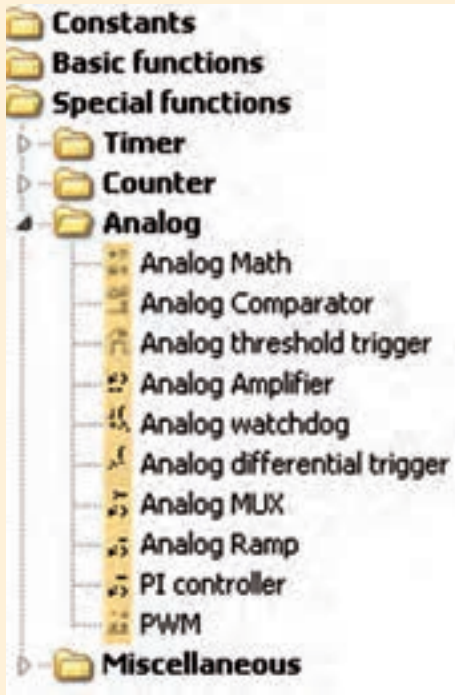 Constants
Basic functions
Special functions
Timer
Counter
Analog
Analog Math
Analog Comparator
Analog threshold trigger
Analog Amplifier
Analog watchdog
Analog differential trigger
Analog MUX
Analog Ramp
PI controller
PWM
Miscellaneous